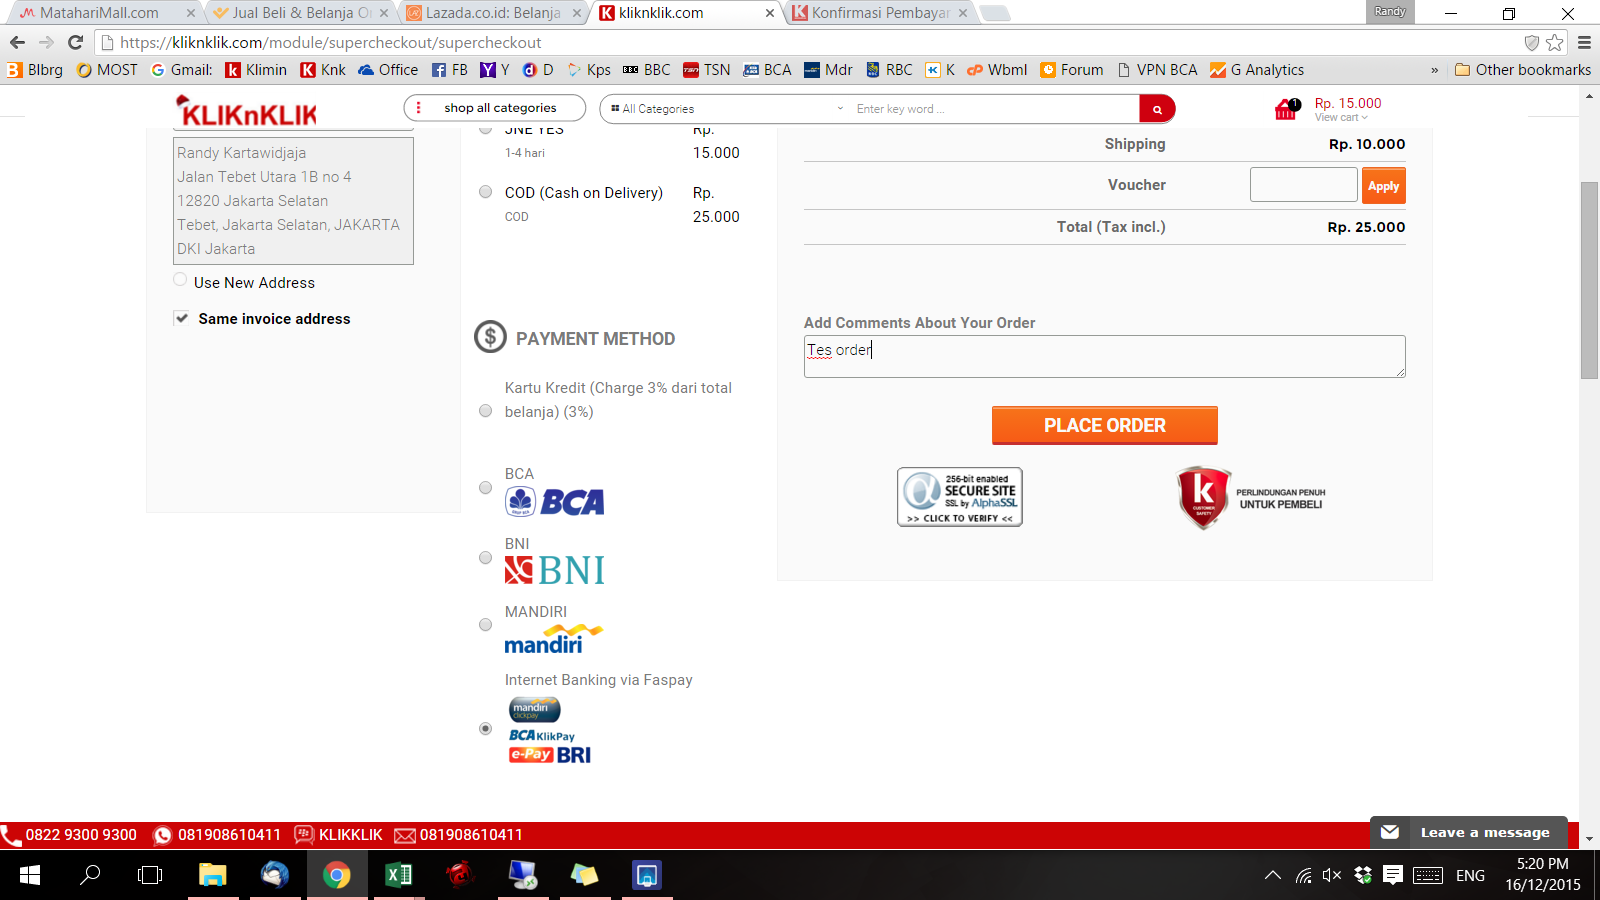 MatahariMall.com
Jual Beli & Belanja O
Lazada.co.id: Belanja
kliknklik.com
Konfirmasi Pembayar
Randy
https://kliknklik.com/module/supercheckout/supercheckout
Blbrg
MOST
Gmail:
Klimin
Knk
Office
FB
Y
D
Kps
BBC
TSN
BCA
Mdr
RBC
K
Wbml
Forum
VPN BCA
G Analytics
»
Other bookmarks
KLIKnKLIK
shop all categories
All Categories
Enter key word ...
1
Rp. 15.000
View cart
Randy Kartawidjaja
Jalan Tebet Utara 1B no 4
12820 Jakarta Selatan
Tebet, Jakarta Selatan, JAKARTA
DKI Jakarta
Use New Address
Same invoice address
JNE YES
Rp.
1-4 hari
15.000
COD (Cash on Delivery)
Rp.
COD
25.000
PAYMENT METHOD
Kartu Kredit (Charge 3% dari total
belanja) (3%)
BCA
BCA
BNI
BNI
MANDIRI
mandiri
Internet Banking via Faspay
mandiri
clickpay
BCA KlikPay
e-Pay BRI
Shipping
Rp. 10.000
Voucher
Apply
Total (Tax incl.)
Rp. 25.000
Add Comments About Your Order
Tes order
PLACE ORDER
256-bit enabled
SECURE SITE
SSL by AlphaSSL
>> CLICK TO VERIFY <<
k
CUSTOMER
SAFETY
PERLINDUNGAN PENUH
UNTUK PEMBELI
0822 9300 9300
081908610411
KLIKKLIK
081908610411
Leave a message
ENG
5:20 PM
16/12/2015